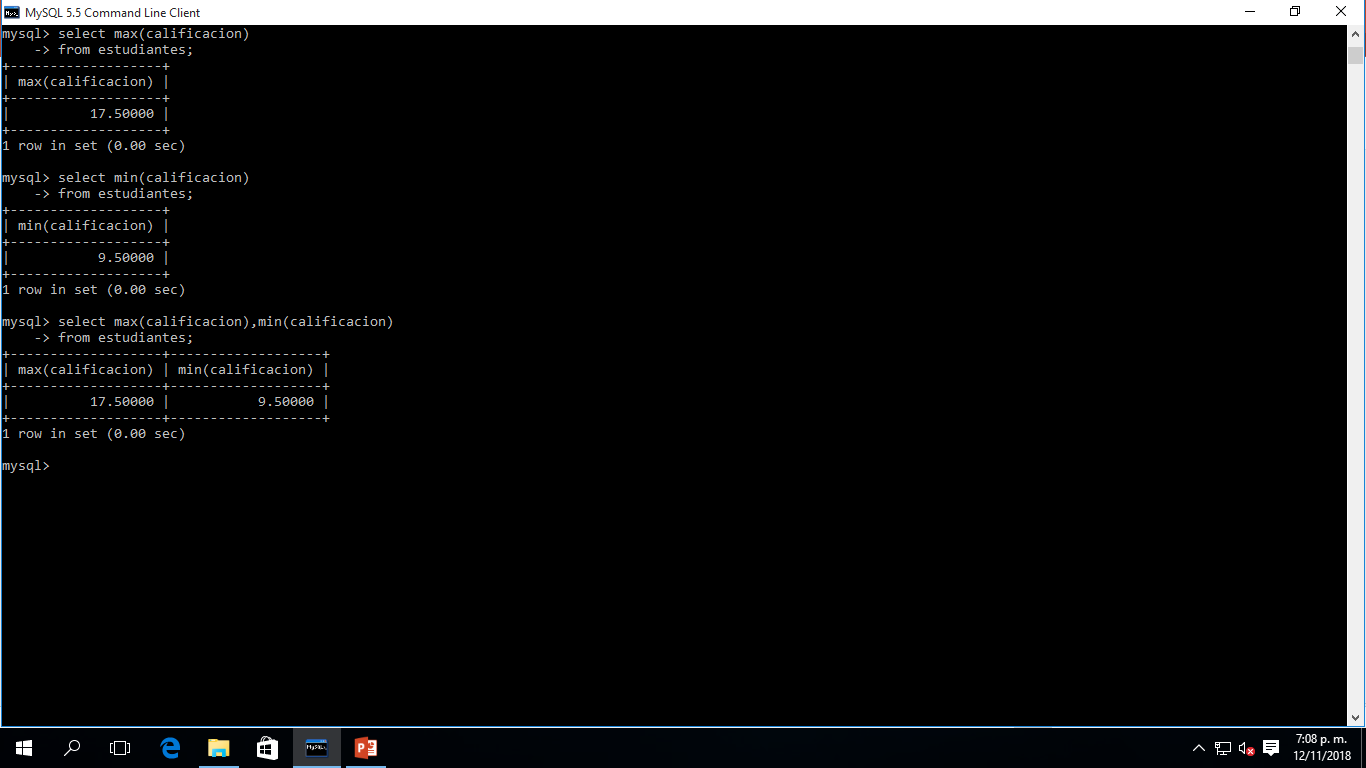 MySQL 5.5 Command Line Client
mysql> select max(calificacion)
    -> from estudiantes;
+-------------------+
| max(calificacion) |
+-------------------+
|          17.50000 |
+-------------------+
1 row in set (0.00 sec)

mysql> select min(calificacion)
    -> from estudiantes;
+-------------------+
| min(calificacion) |
+-------------------+
|           9.50000 |
+-------------------+
1 row in set (0.00 sec)

mysql> select max(calificacion),min(calificacion)
    -> from estudiantes;
+-------------------+-------------------+
| max(calificacion) | min(calificacion) |
+-------------------+-------------------+
|          17.50000 |           9.50000 |
+-------------------+-------------------+
1 row in set (0.00 sec)

mysql>
7:08 p. m.
12/11/2018